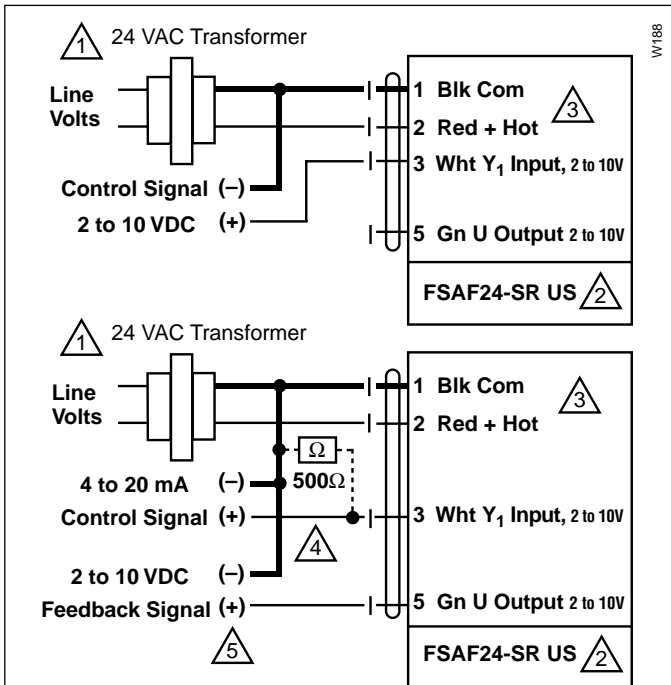 W188
1 24 VAC Transformer
Line
Volts
1 Blk Com
3
2 Red + Hot
3 Wht Y₁ Input, 2 to 10V
Control Signal (–)
2 to 10 VDC (+)
5 Gn U Output 2 to 10V
FSAF24-SR US 2
1 24 VAC Transformer
Line
Volts
1 Blk Com
3
2 Red + Hot
Ω
500Ω
4 to 20 mA (–)
Control Signal (+)
3 Wht Y₁ Input, 2 to 10V
4
2 to 10 VDC (–)
Feedback Signal (+)
5 Gn U Output 2 to 10V
5
FSAF24-SR US 2